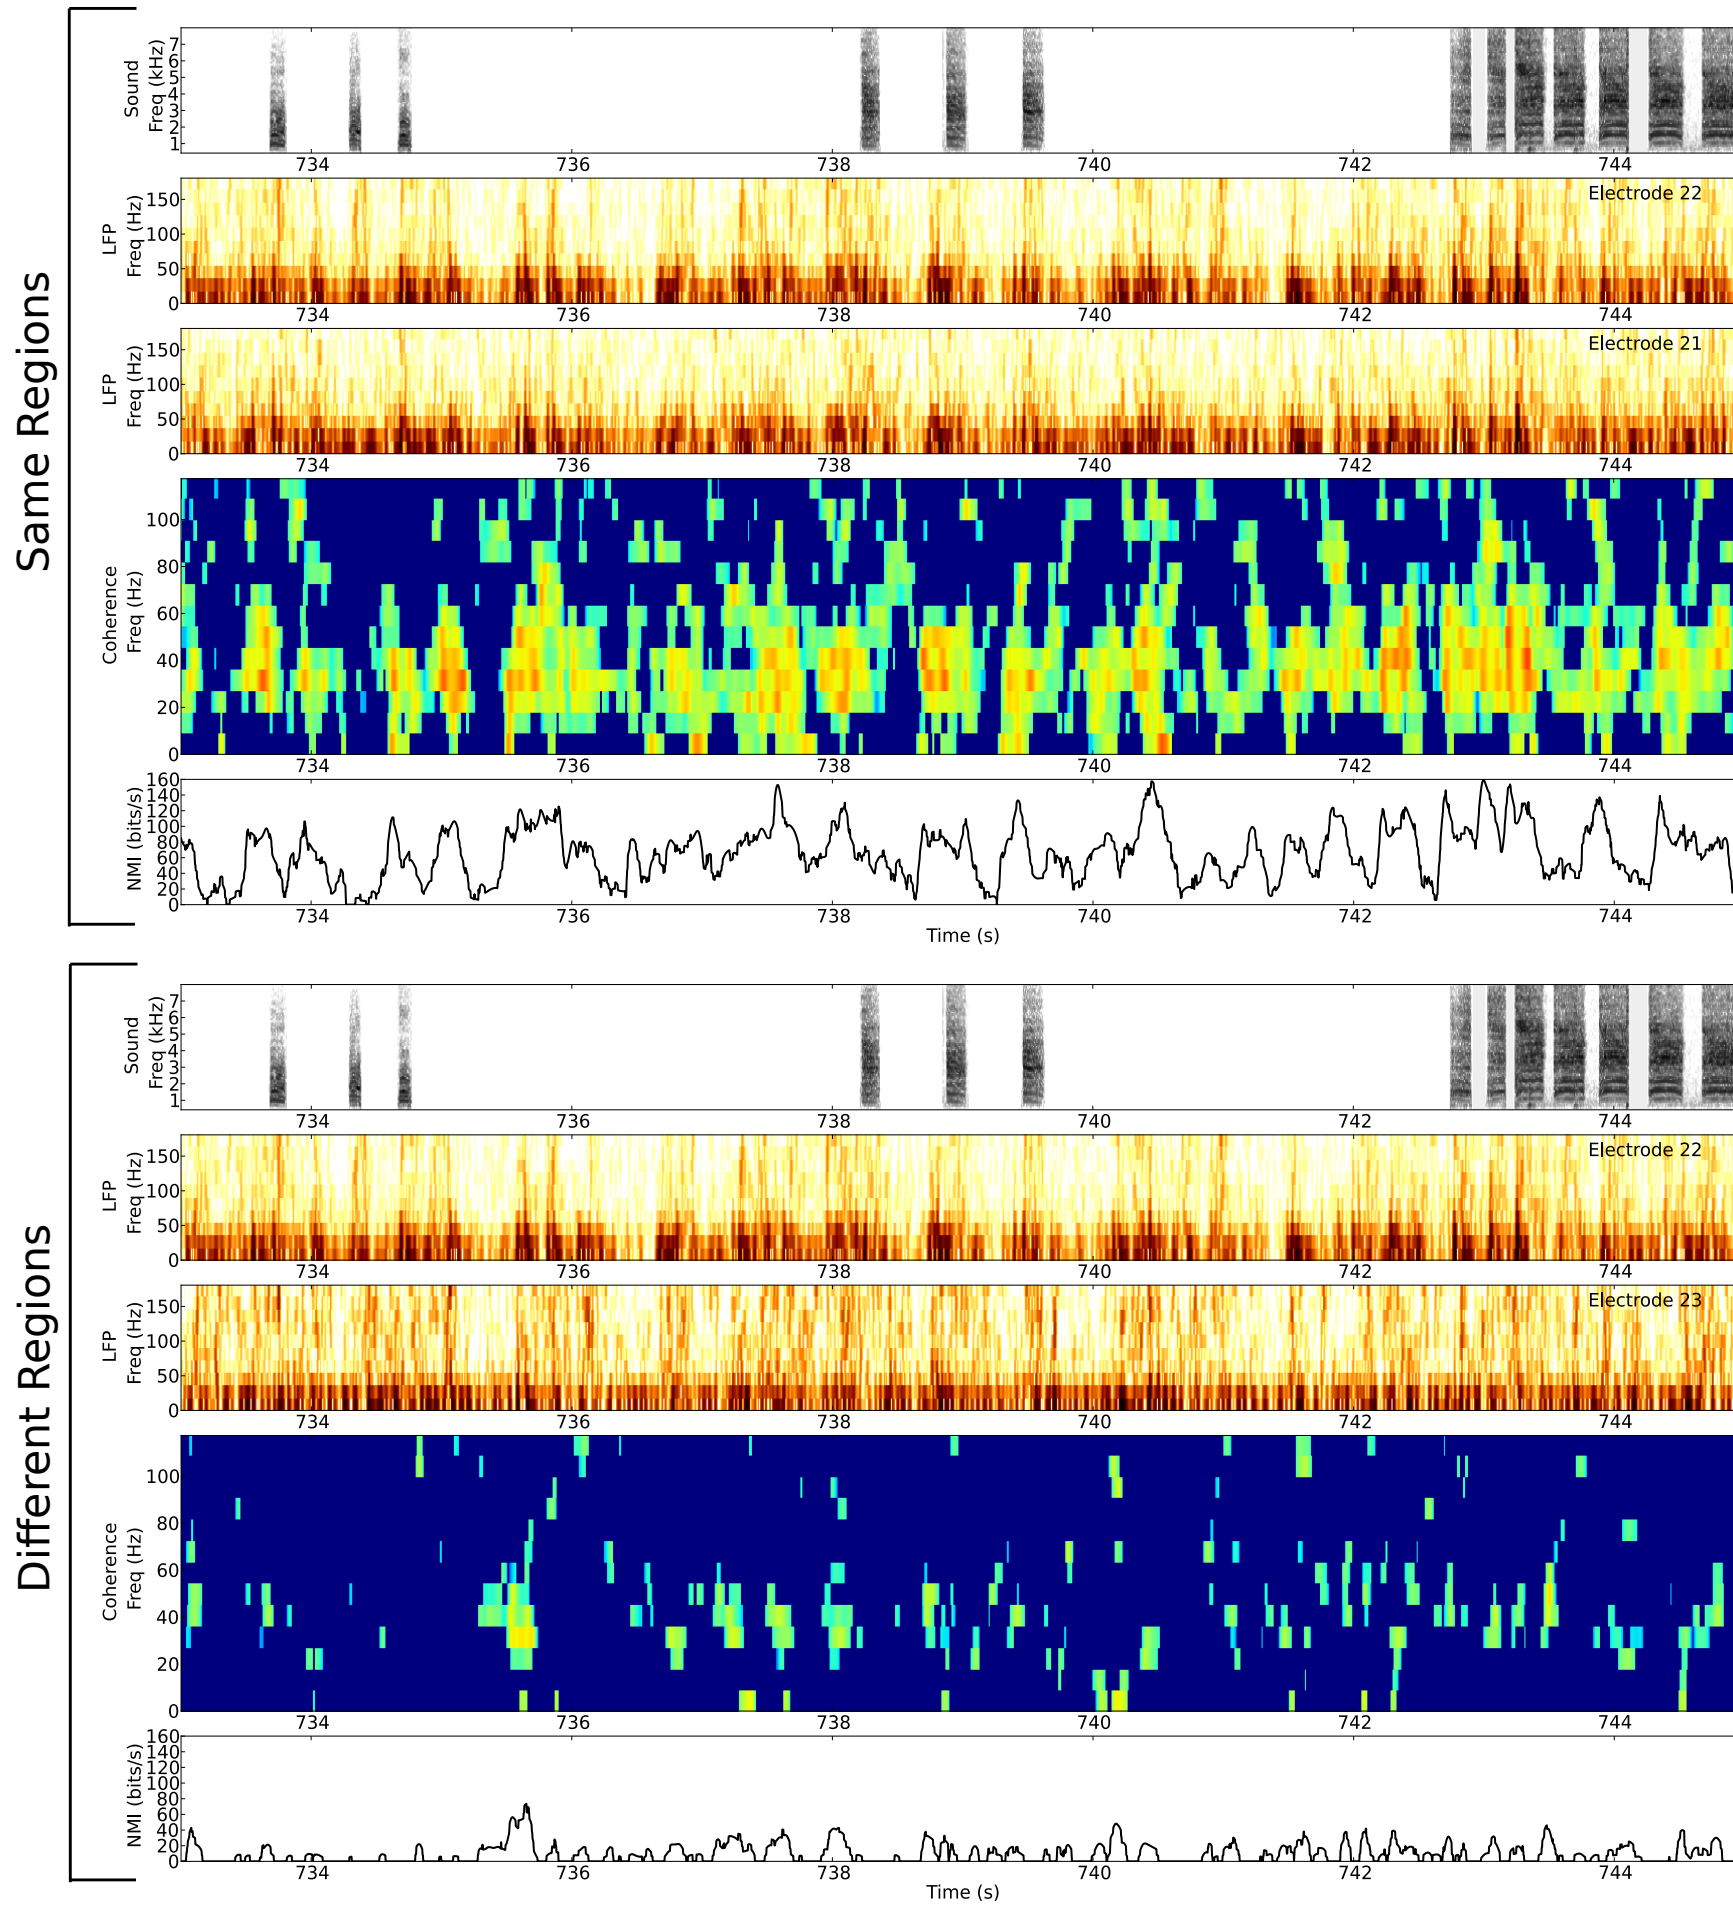 Same Regions
Sound
Freq (kHz)
7
6
5
4
3
2
1
734 736 738 740 742 744
Electrode 22
LFP
Freq (Hz)
150
100
50
0
734 736 738 740 742 744
Electrode 21
LFP
Freq (Hz)
150
100
50
0
734 736 738 740 742 744
Coherence
Freq (Hz)
100
80
60
40
20
0
734 736 738 740 742 744
NMI (bits/s)
160
140
120
100
80
60
40
20
0
734 736 738 740 742 744
Time (s)
Different Regions
Sound
Freq (kHz)
7
6
5
4
3
2
1
734 736 738 740 742 744
Electrode 22
LFP
Freq (Hz)
150
100
50
0
734 736 738 740 742 744
Electrode 23
LFP
Freq (Hz)
150
100
50
0
734 736 738 740 742 744
Coherence
Freq (Hz)
100
80
60
40
20
0
734 736 738 740 742 744
NMI (bits/s)
160
140
120
100
80
60
40
20
0
734 736 738 740 742 744
Time (s)